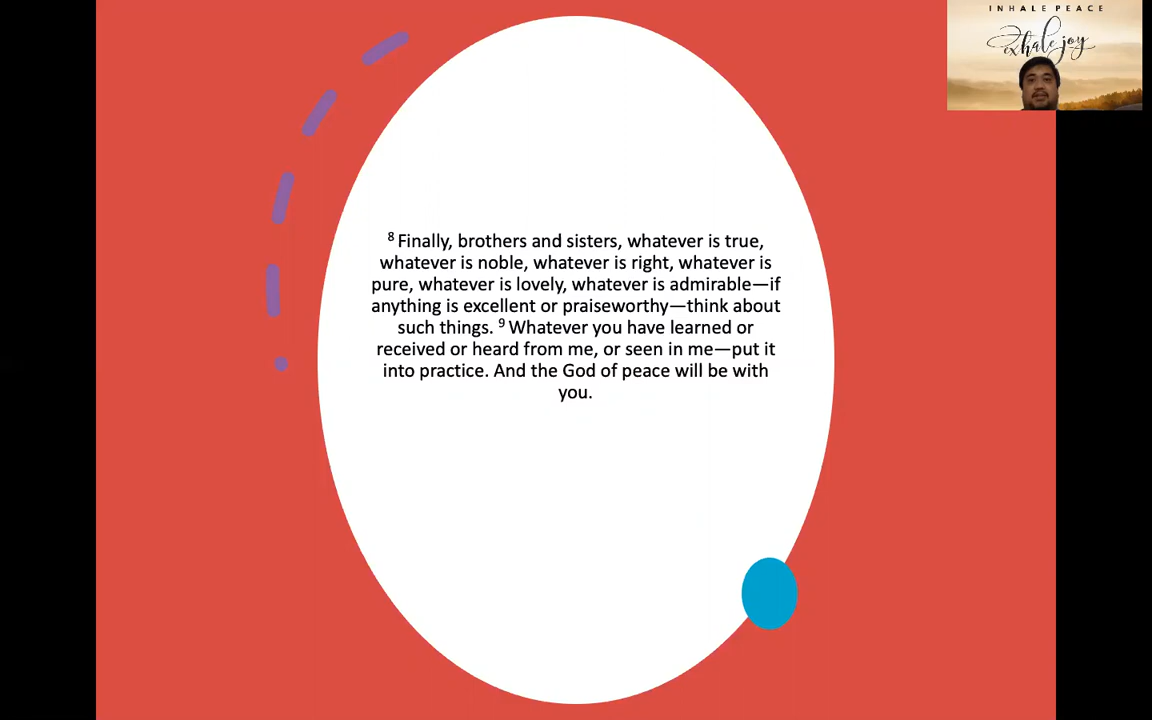 INHALE PEACE
exhale joy
8 Finally, brothers and sisters, whatever is true,
whatever is noble, whatever is right, whatever is
pure, whatever is lovely, whatever is admirable—if
anything is excellent or praiseworthy—think about
such things. 9 Whatever you have learned or
received or heard from me, or seen in me—put it
into practice. And the God of peace will be with
you.